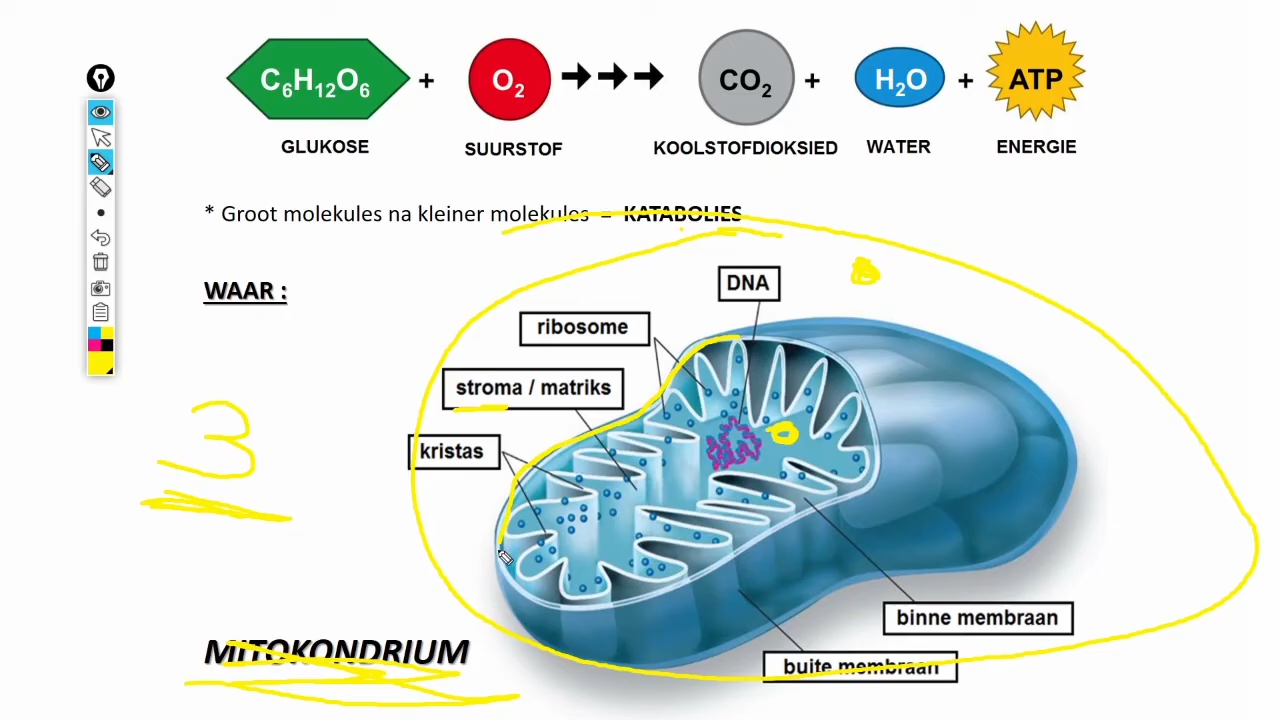 C6H12O6 + O2 ➔➔➔ CO2 + H2O + ATP
GLUKOSE SUURSTOF KOOLSTOFDIOKSIED WATER ENERGIE
* Groot molekules na kleiner molekules = KATABOLIES
WAAR :
DNA
ribosome
stroma / matriks
kristas
3
binne membraan
MITOKONDRIUM
buite membraan